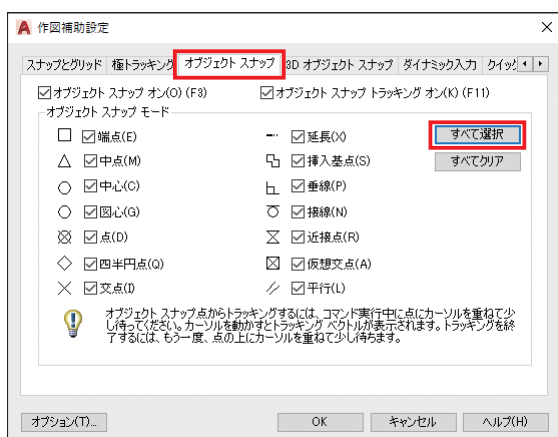 作図補助設定
スナップとグリッド 極トラッキング オブジェクト スナップ 3D オブジェクト スナップ ダイナミック入力 クイック
オブジェクト スナップ オン(O) (F3) オブジェクト スナップ トラッキング オン(K) (F11)
オブジェクト スナップ モード
端点(E) 延長(X) すべて選択
中点(M) 挿入基点(S) すべてクリア
中心(C) 垂線(P)
図心(G) 接線(N)
点(D) 近接点(R)
四半円点(Q) 仮想交点(A)
交点(I) 平行(L)
オブジェクト スナップ点からトラッキングするには、コマンド実行中に点にカーソルを重ねて少
し待ってください。カーソルを動かすとトラッキング ベクトルが表示されます。トラッキングを終
了するには、もう一度、点の上にカーソルを重ねて少し待ちます。
オプション(T)... OK キャンセル ヘルプ(H)